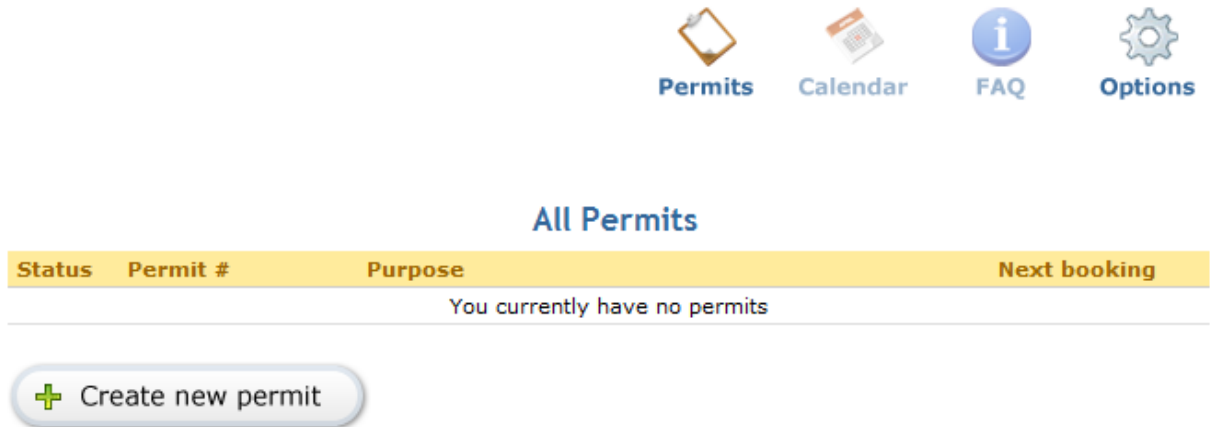 Permits Calendar FAQ Options
All Permits
Status Permit # Purpose Next booking
You currently have no permits
Create new permit